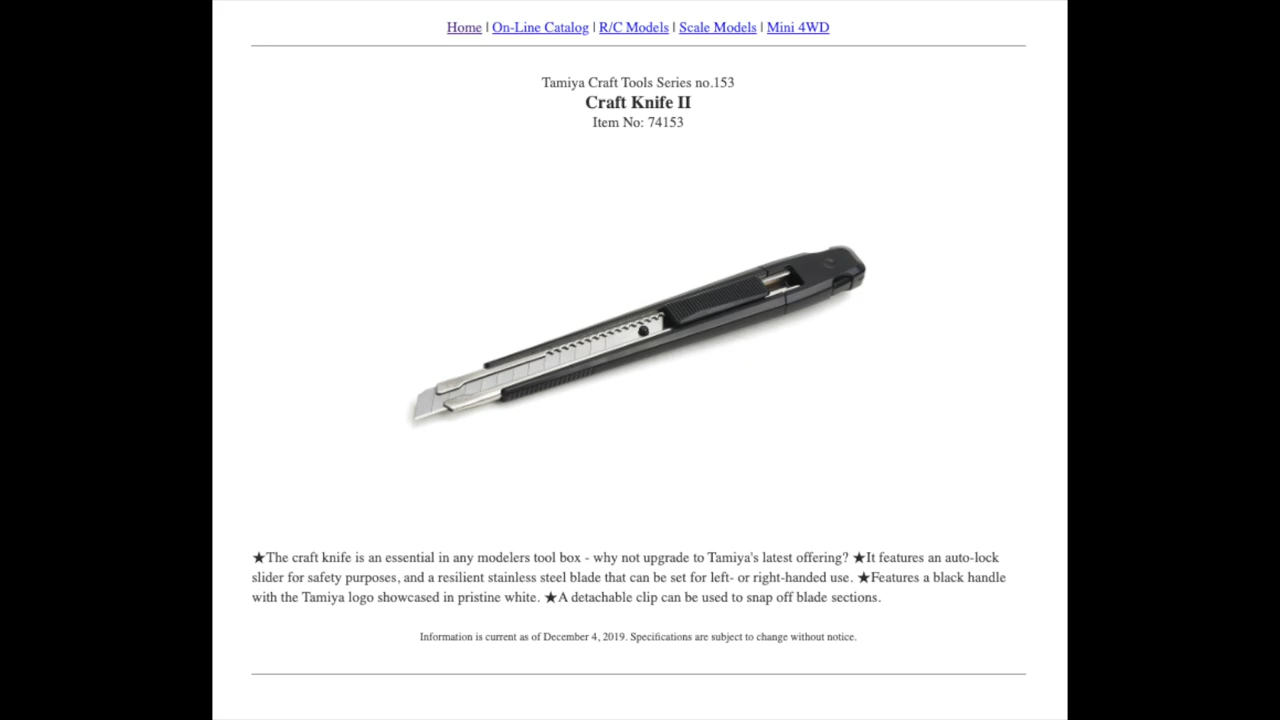 Home | On-Line Catalog | R/C Models | Scale Models | Mini 4WD
Tamiya Craft Tools Series no.153
Craft Knife II
Item No: 74153
★The craft knife is an essential in any modelers tool box - why not upgrade to Tamiya's latest offering? ★It features an auto-lock
slider for safety purposes, and a resilient stainless steel blade that can be set for left- or right-handed use. ★Features a black handle
with the Tamiya logo showcased in pristine white. ★A detachable clip can be used to snap off blade sections.
Information is current as of December 4, 2019. Specifications are subject to change without notice.